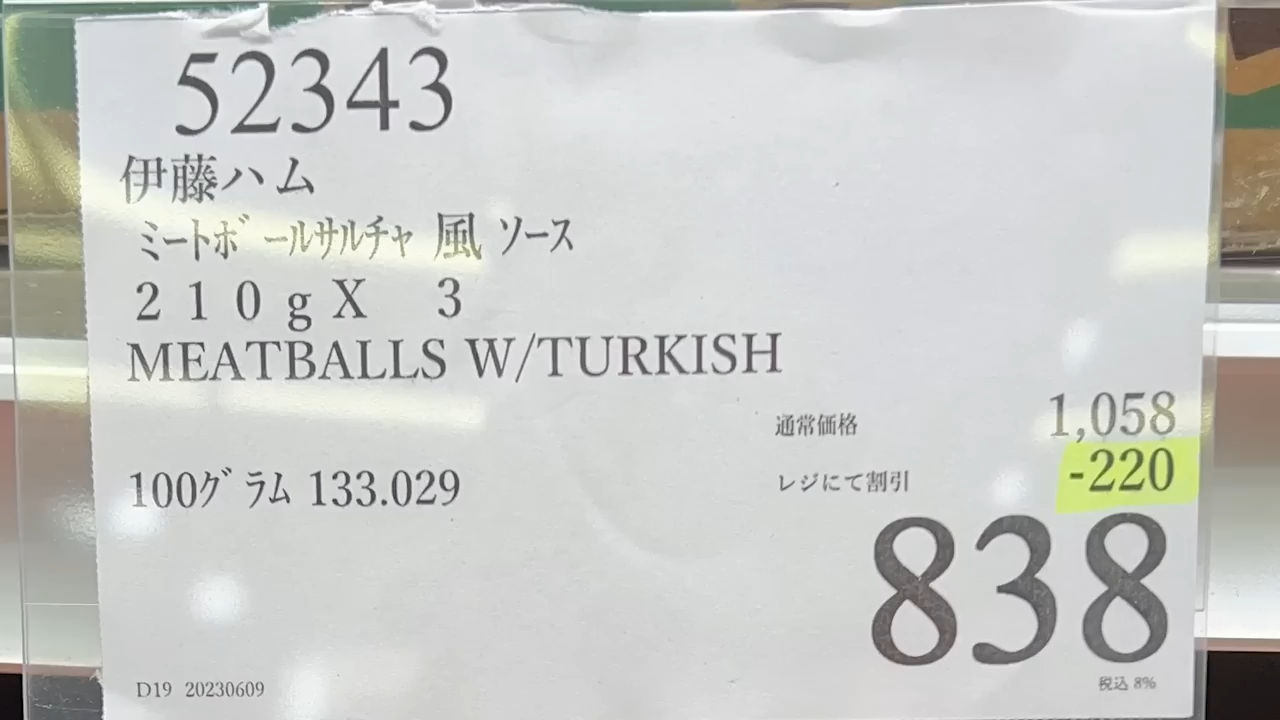 52343
伊藤ハム
ﾐｰﾄﾎﾞｰﾙｻﾙﾁｬ 風 ｿｰｽ
２１０ｇＸ　３
MEATBALLS W/TURKISH
通常価格 1,058
100ｸﾞﾗﾑ 133.029
レジにて割引 -220
838
税込 8%
D19 20230609